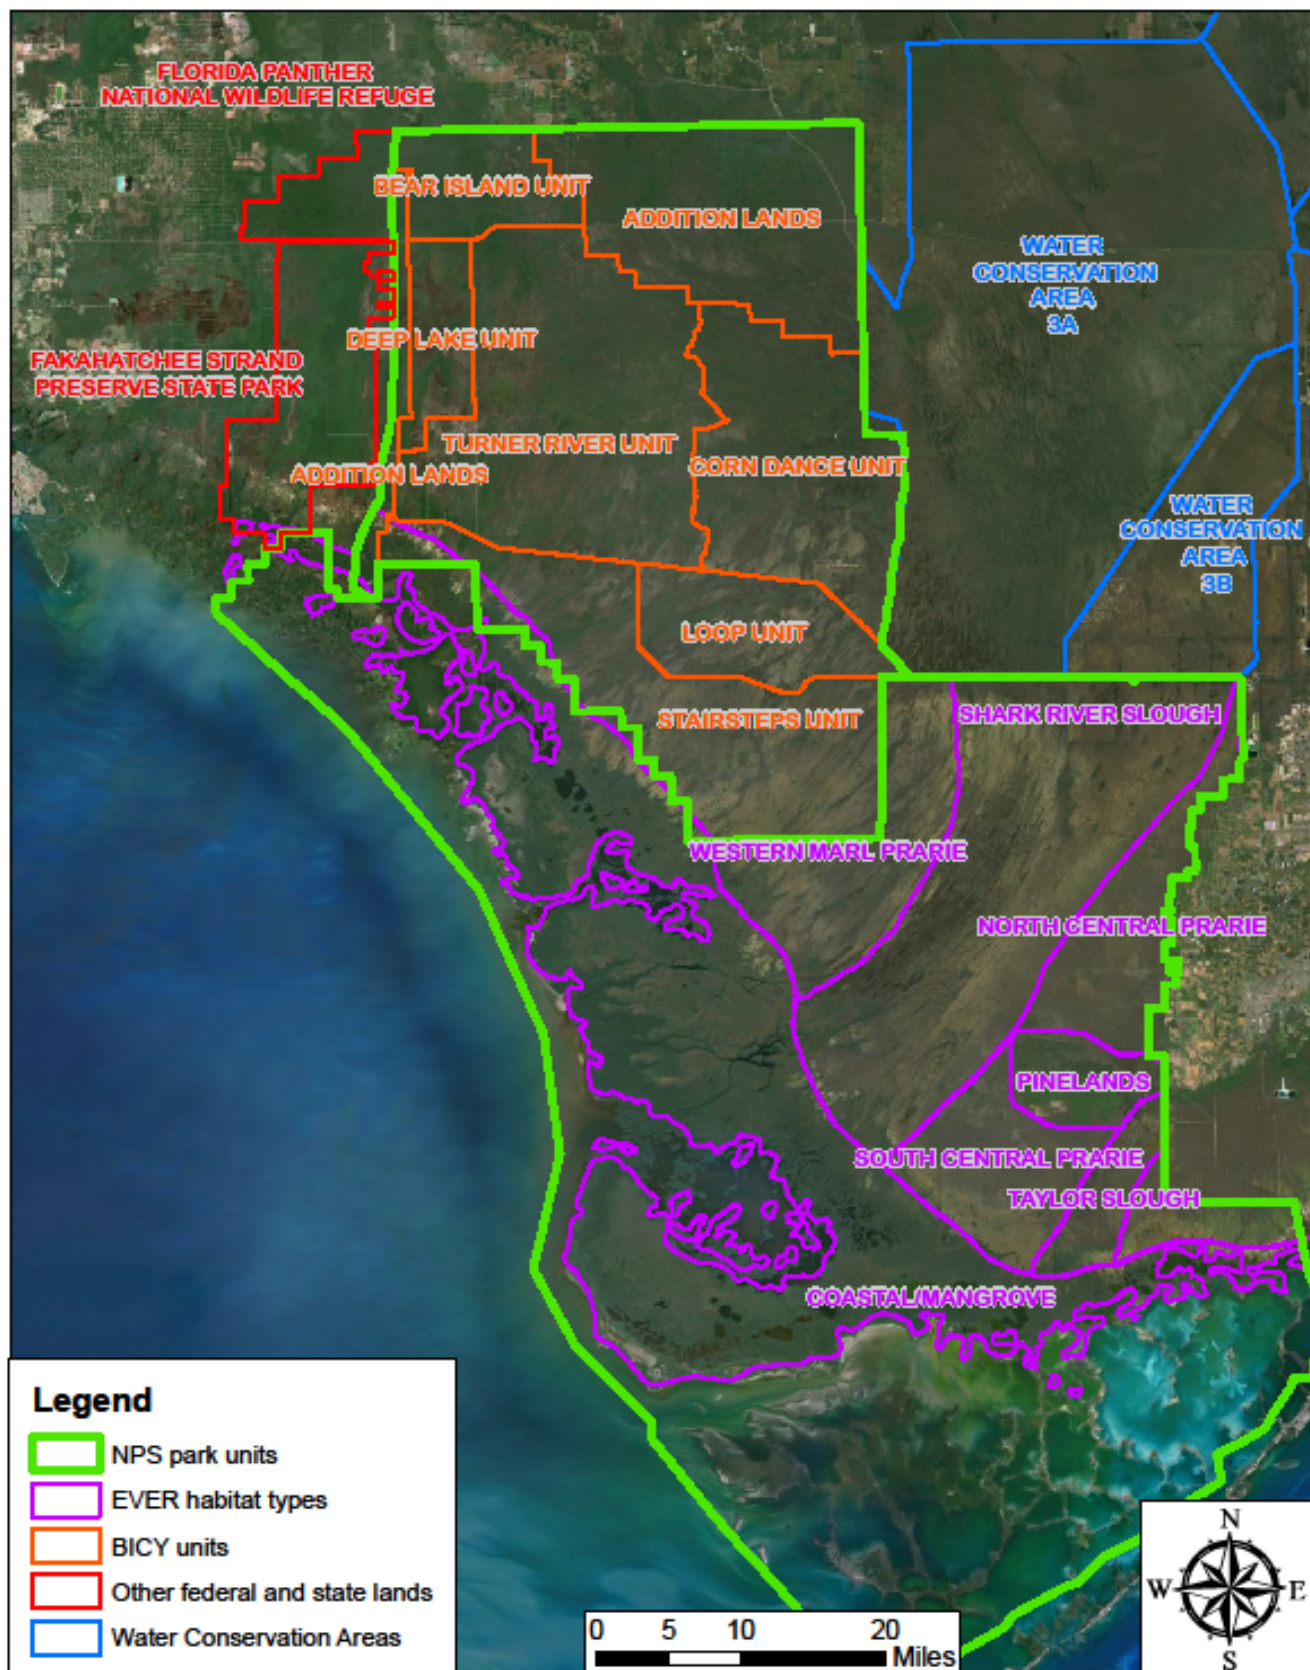 FLORIDA PANTHER
NATIONAL WILDLIFE REFUGE
BEAR ISLAND UNIT
ADDITION LANDS
WATER
CONSERVATION
AREA
3A
DEEP LAKE UNIT
FAKAHATCHEE STRAND
PRESERVE STATE PARK
TURNER RIVER UNIT
CORN DANCE UNIT
ADDITION LANDS
WATER
CONSERVATION
AREA
3B
LOOP UNIT
STAIRSTEPS UNIT
SHARK RIVER SLOUGH
WESTERN MARL PRARIE
NORTH CENTRAL PRARIE
PINELANDS
SOUTH CENTRAL PRARIE
TAYLOR SLOUGH
COASTAL/MANGROVE
Legend
NPS park units
EVER habitat types
BICY units
Other federal and state lands
Water Conservation Areas
0 5 10 20
Miles
N
W E
S